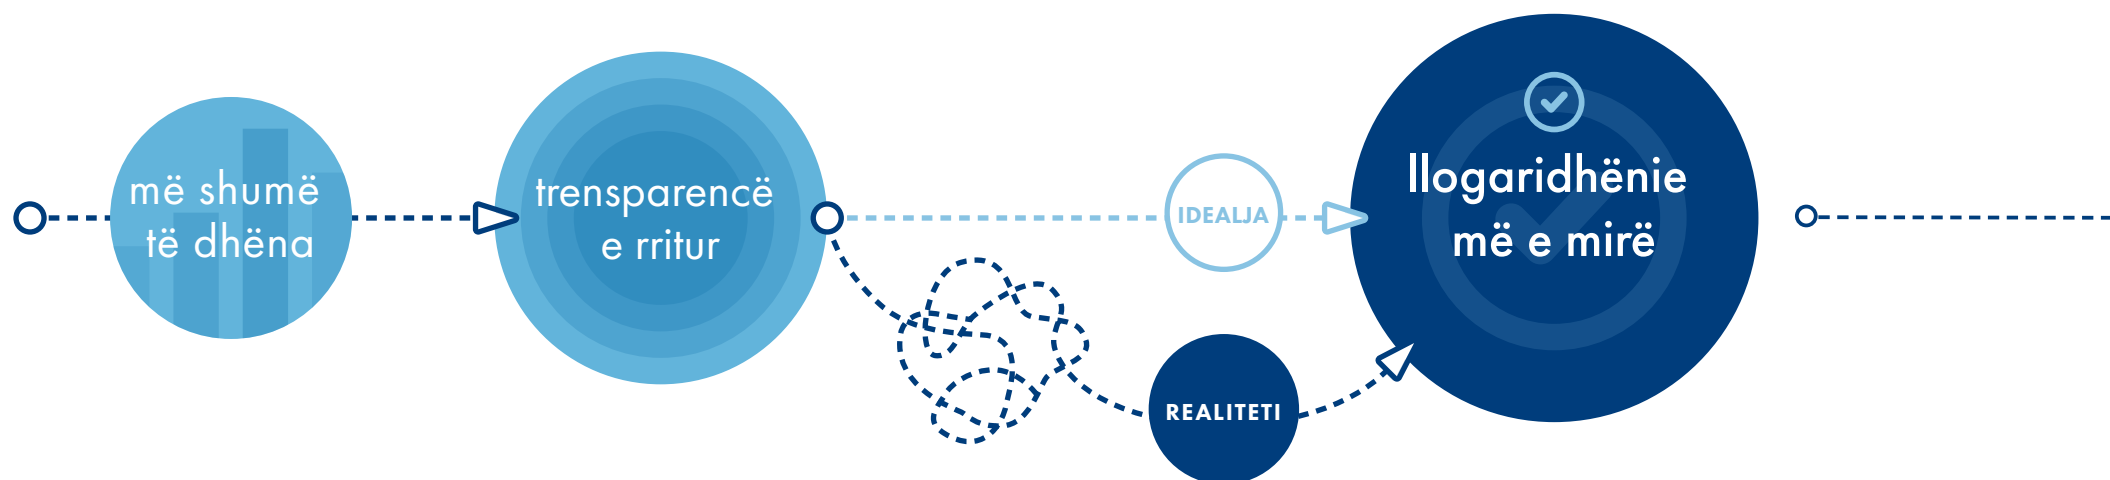 më shumë
të dhëna
trensparencë
e rritur
IDEALJA
REALITETI
llogaridhënie
më e mirë